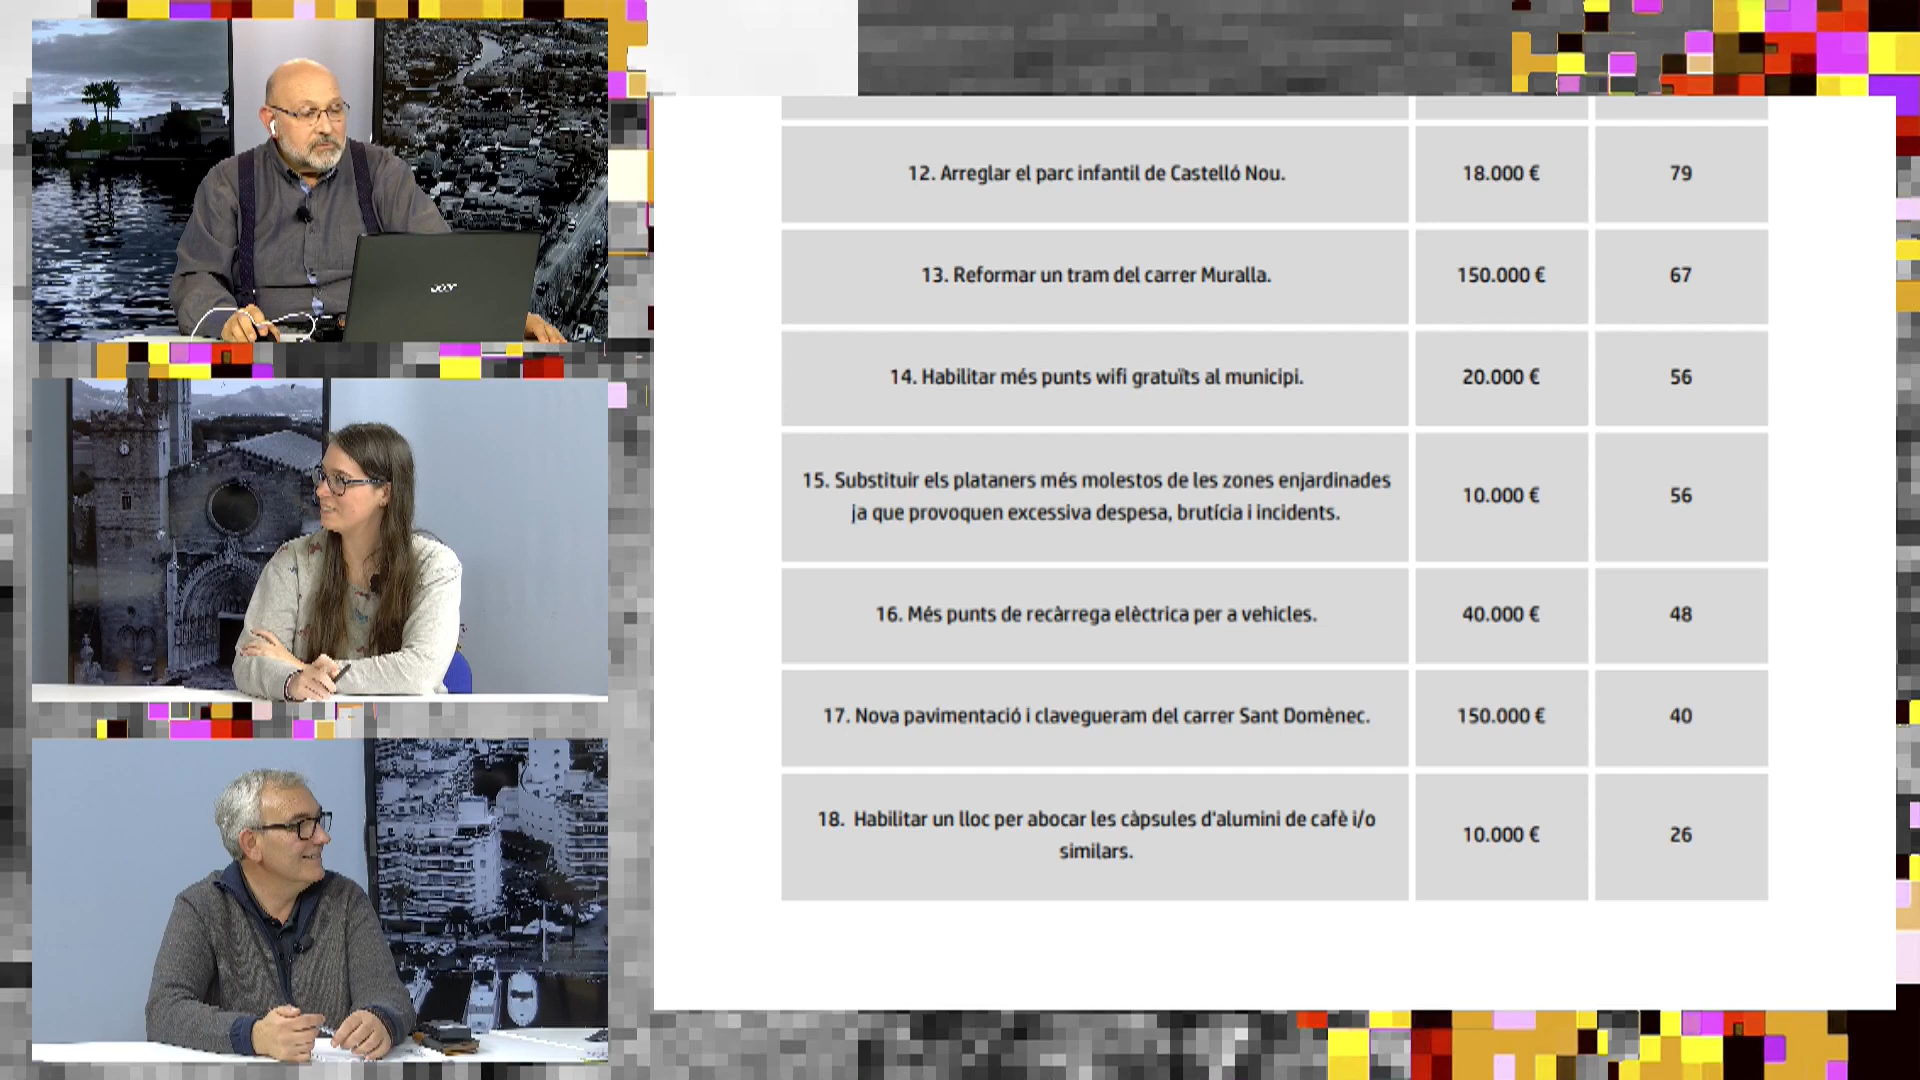 acer
12. Arreglar el parc infantil de Castelló Nou.
18.000 €
79
13. Reformar un tram del carrer Muralla.
150.000 €
67
14. Habilitar més punts wifi gratuïts al municipi.
20.000 €
56
15. Substituir els plataners més molestos de les zones enjardinades
ja que provoquen excessiva despesa, brutícia i incidents.
10.000 €
56
16. Més punts de recàrrega elèctrica per a vehicles.
40.000 €
48
17. Nova pavimentació i clavegueram del carrer Sant Domènec.
150.000 €
40
18. Habilitar un lloc per abocar les càpsules d'alumini de cafè i/o
similars.
10.000 €
26